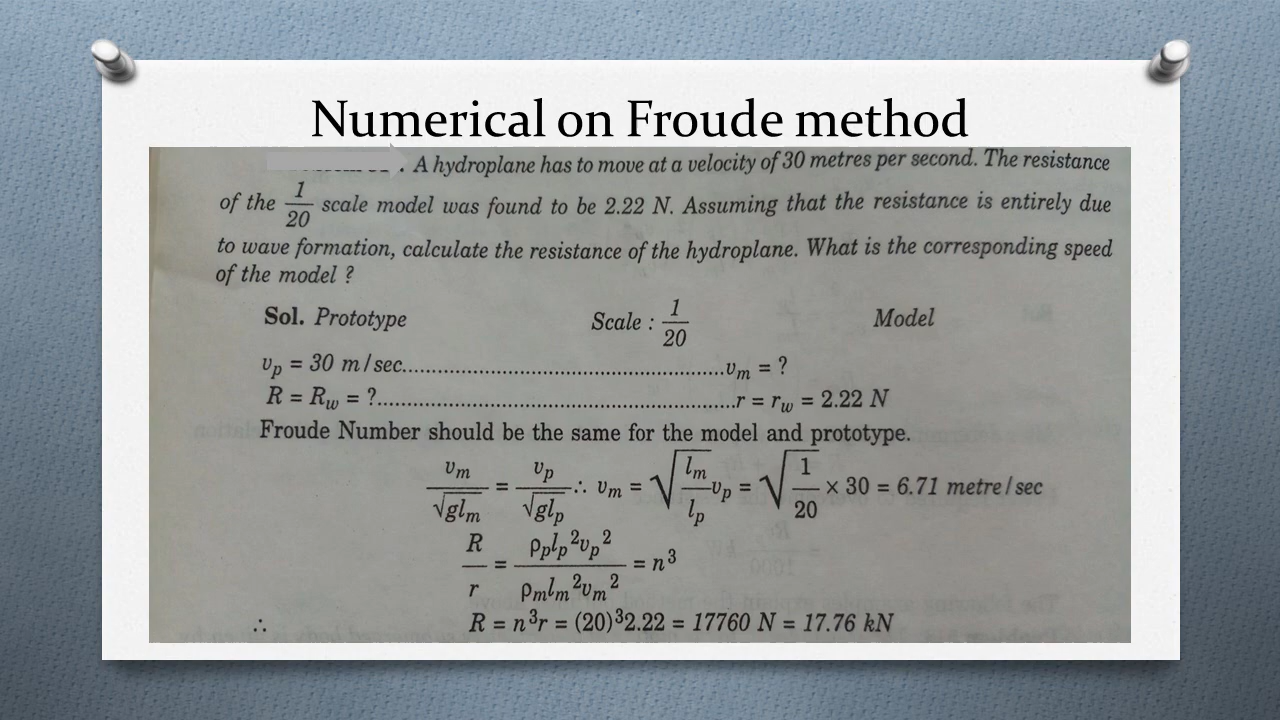 Numerical on Froude method
. A hydroplane has to move at a velocity of 30 metres per second. The resistance
of the 1/20 scale model was found to be 2.22 N. Assuming that the resistance is entirely due
to wave formation, calculate the resistance of the hydroplane. What is the corresponding speed
of the model ?
Sol. Prototype Scale : 1/20 Model
v_p = 30 m/sec..........................................................v_m = ?
R = R_w = ?............................................................r = r_w = 2.22 N
Froude Number should be the same for the model and prototype.
v_m/√gl_m = v_p/√gl_p ∴ v_m = √(l_m/l_p) v_p = √(1/20) × 30 = 6.71 metre/sec
R/r = ρ_p l_p² v_p² / ρ_m l_m² v_m² = n³
∴ R = n³r = (20)³2.22 = 17760 N = 17.76 kN